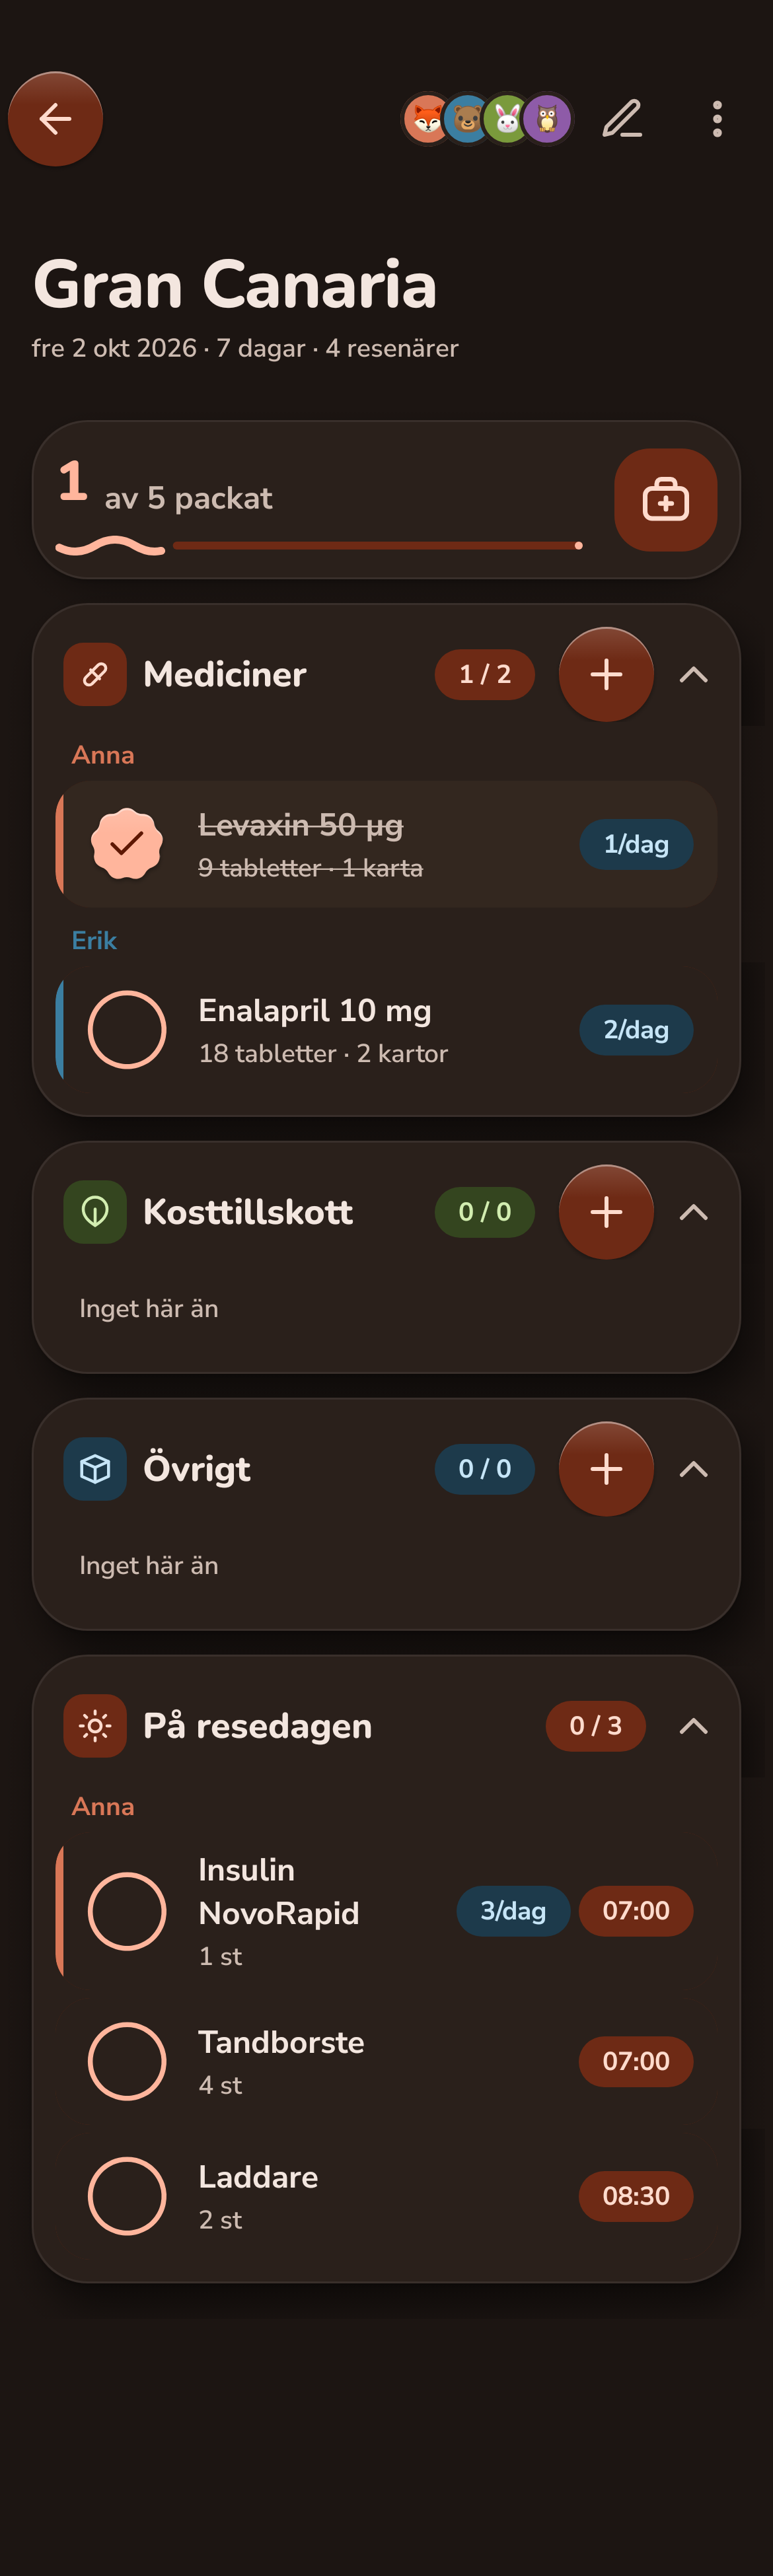 Gran Canaria
fre 2 okt 2026 · 7 dagar · 4 resenärer
1 av 5 packat
Mediciner 1 / 2
Anna
Levaxin 50 µg
9 tabletter · 1 karta
1/dag
Erik
Enalapril 10 mg
18 tabletter · 2 kartor
2/dag
Kosttillskott 0 / 0
Inget här än
Övrigt 0 / 0
Inget här än
På resedagen 0 / 3
Anna
Insulin
NovoRapid
1 st
3/dag 07:00
Tandborste
4 st
07:00
Laddare
2 st
08:30